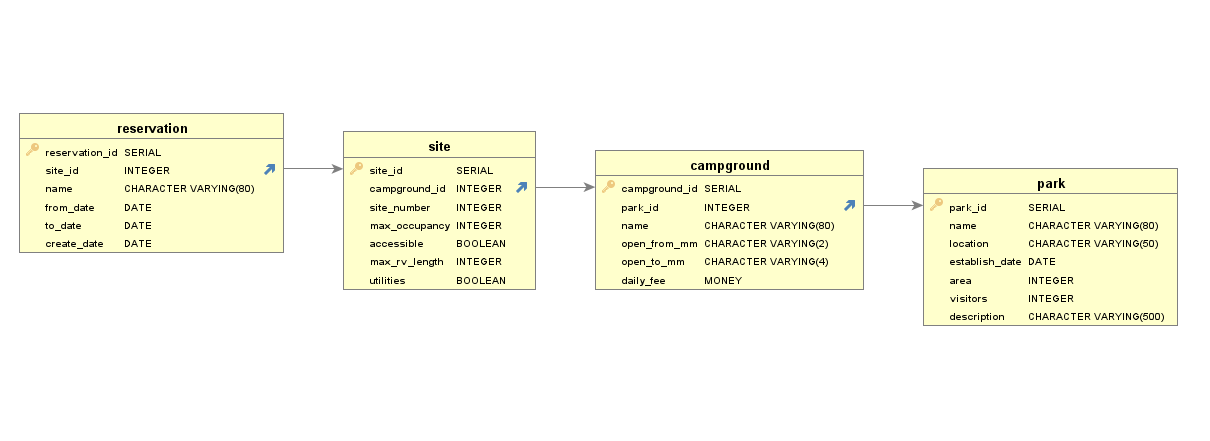 reservation
reservation_id SERIAL
site_id INTEGER
name CHARACTER VARYING(80)
from_date DATE
to_date DATE
create_date DATE
site
site_id SERIAL
campground_id INTEGER
site_number INTEGER
max_occupancy INTEGER
accessible BOOLEAN
max_rv_length INTEGER
utilities BOOLEAN
campground
campground_id SERIAL
park_id INTEGER
name CHARACTER VARYING(80)
open_from_mm CHARACTER VARYING(2)
open_to_mm CHARACTER VARYING(4)
daily_fee MONEY
park
park_id SERIAL
name CHARACTER VARYING(80)
location CHARACTER VARYING(50)
establish_date DATE
area INTEGER
visitors INTEGER
description CHARACTER VARYING(500)